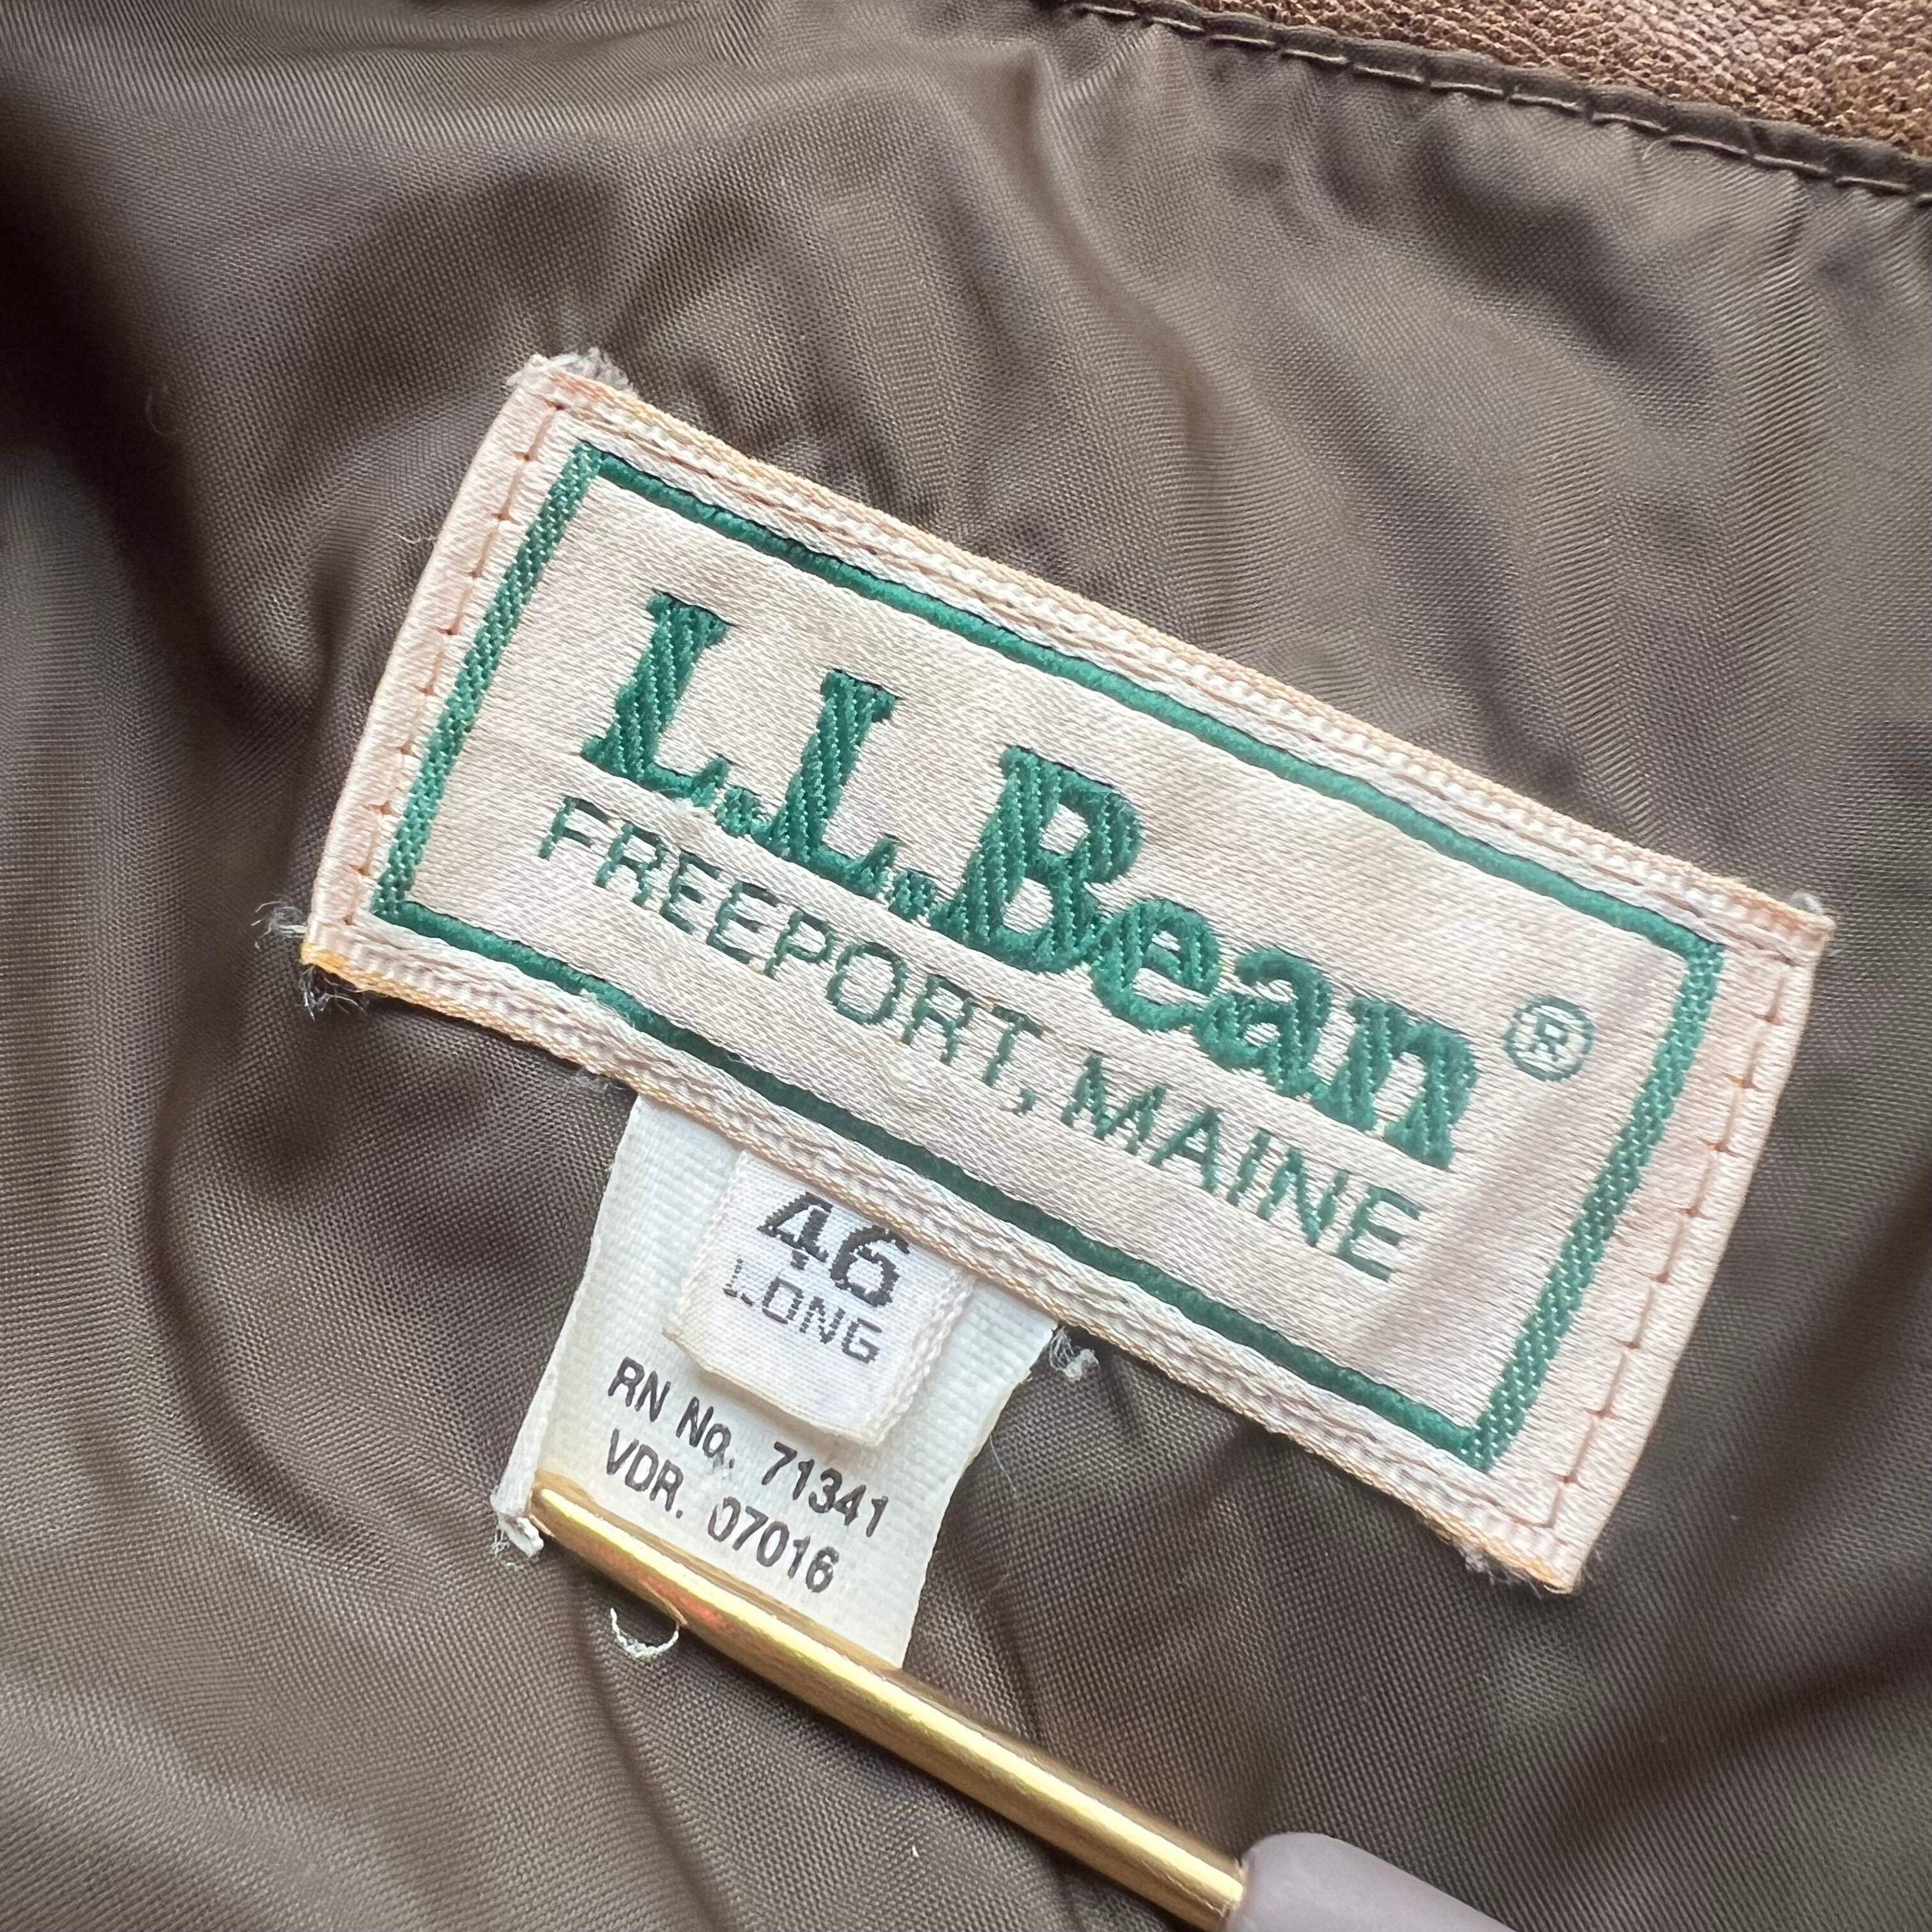 L.L.Bean®
FREEPORT, MAINE
46
LONG
RN No. 71341
VDR. 07016